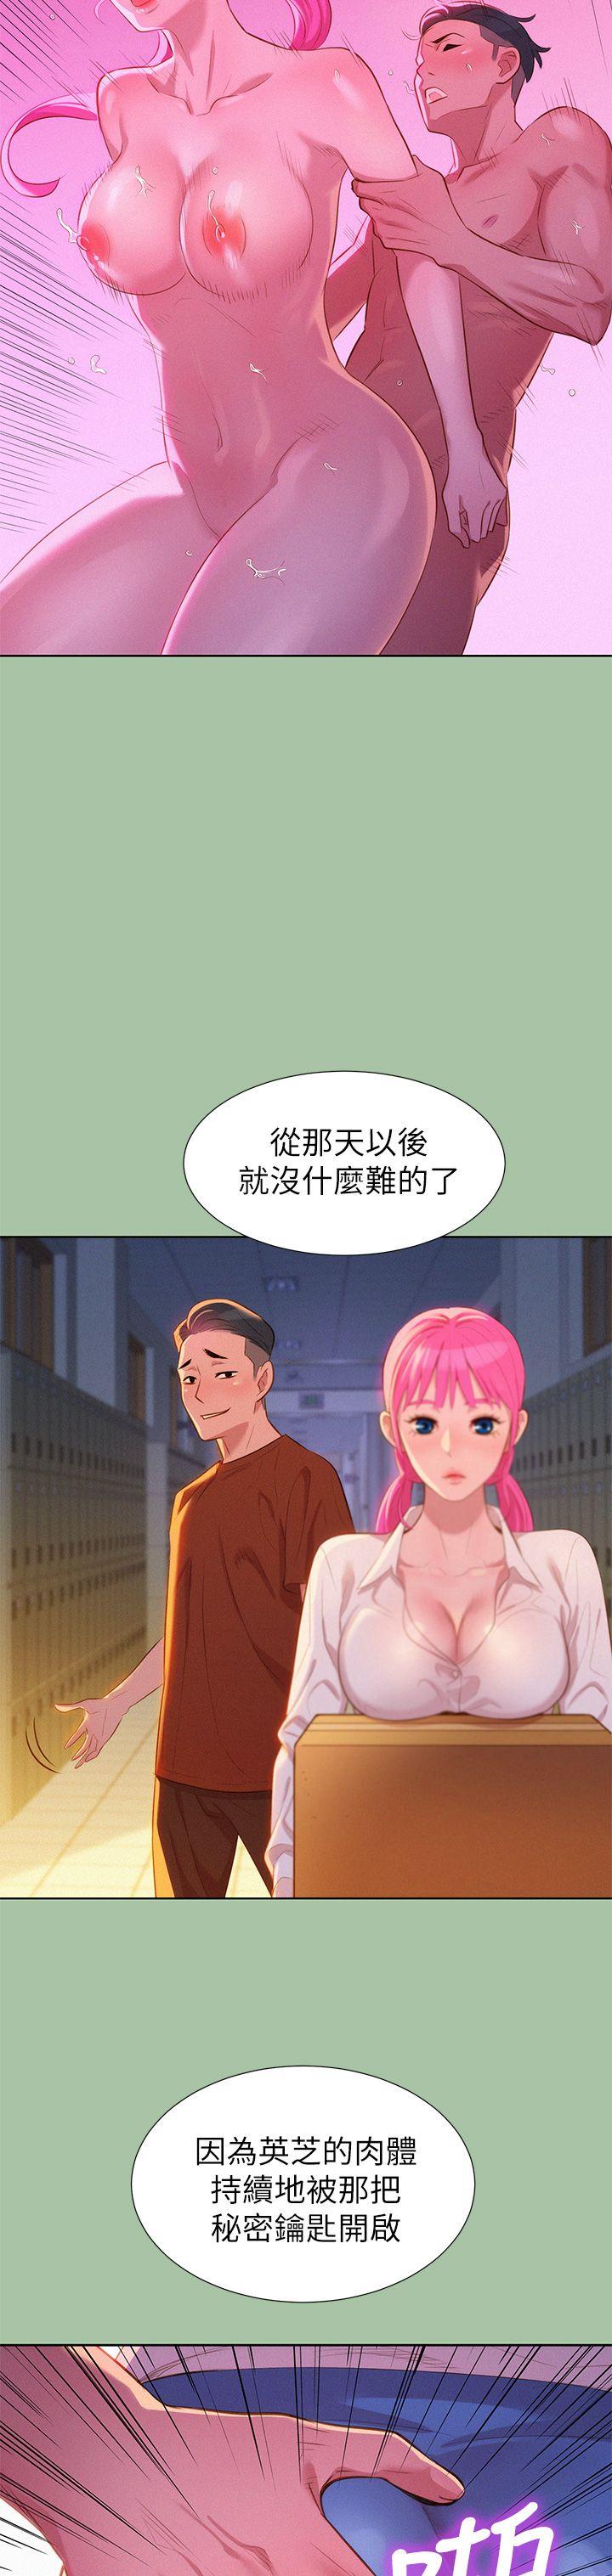 從那天以後
就沒什麼難的了
因為英芝的肉體
持續地被那把
秘密鑰匙開啟
啪